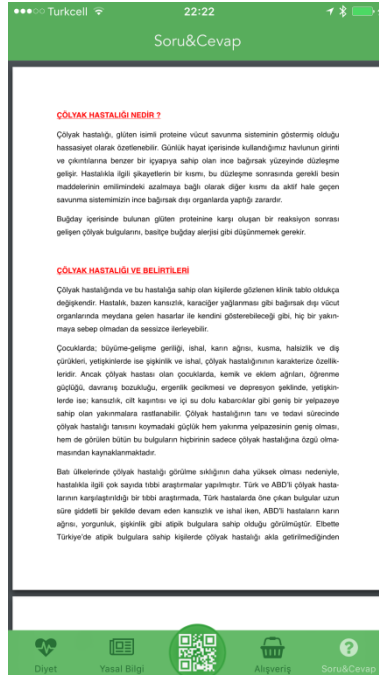 Turkcell
22:22
Soru&Cevap
ÇÖLYAK HASTALIĞI NEDİR ?
Çölyak hastalığı, glüten isimli proteine vücut savunma sisteminin göstermiş olduğu
hassasiyet olarak özetlenebilir. Günlük hayat içerisinde kullandığımız havlunun girinti
ve çıkıntılarına benzer bir içyapıya sahip olan ince bağırsak yüzeyinde düzleşme
gelişir. Hastalıkla ilgili şikayetlerin bir kısmı, bu düzleşme sonrasında gerekli besin
maddelerinin emilimindeki azalmaya bağlı olarak diğer kısmı da aktif hale geçen
savunma sistemimizin ince bağırsak dışı organlarda yaptığı zarardır.
Buğday içerisinde bulunan glüten proteinine karşı oluşan bir reaksiyon sonrası
gelişen çölyak bulgularını, basitçe buğday alerjisi gibi düşünmemek gerekir.
ÇÖLYAK HASTALIĞI VE BELİRTİLERİ
Çölyak hastalığında ve bu hastalığa sahip olan kişilerde gözlenen klinik tablo oldukça
değişkendir. Hastalık, bazen kansızlık, karaciğer yağlanması gibi bağırsak dışı vücut
organlarında meydana gelen hasarlar ile kendini gösterebileceği gibi, hiç bir yakın-
maya sebep olmadan da sessizce ilerleyebilir.
Çocuklarda; büyüme-gelişme geriliği, ishal, karın ağrısı, kusma, halsizlik ve diş
çürükleri, yetişkinlerde ise şişkinlik ve ishal, çölyak hastalığınının karakterize özellik-
leridir. Ancak çölyak hastası olan çocuklarda, kemik ve eklem ağrıları, öğrenme
güçlüğü, davranış bozukluğu, ergenlik gecikmesi ve depresyon şeklinde, yetişkin-
lerde ise; kansızlık, cilt kaşıntısı ve içi su dolu kabarcıklar gibi geniş bir yelpazeye
sahip olan yakınmalara rastlanabilir. Çölyak hastalığının tanı ve tedavi sürecinde
çölyak hastalığı tanısını koymadaki güçlük hem yakınma yelpazesinin geniş olması,
hem de görülen bütün bu bulguların hiçbirinin sadece çölyak hastalığına özgü olma-
masından kaynaklanmaktadır.
Batı ülkelerinde çölyak hastalığı görülme sıklığının daha yüksek olması nedeniyle,
hastalıkla ilgili çok sayıda tıbbi araştırmalar yapılmıştır. Türk ve ABD'li çölyak hasta-
larının karşılaştırıldığı bir tıbbi araştırmada, Türk hastalarda öne çıkan bulgular uzun
süre şiddetli bir şekilde devam eden kansızlık ve ishal iken, ABD'li hastaların karın
ağrısı, yorgunluk, şişkinlik gibi atipik bulgulara sahip olduğu görülmüştür. Elbette
Türkiye'de atipik bulgulara sahip kişilerde çölyak hastalığı akla getirilmediğinden
Diyet
Yasal Bilgi
Alışveriş
Soru&Cevap